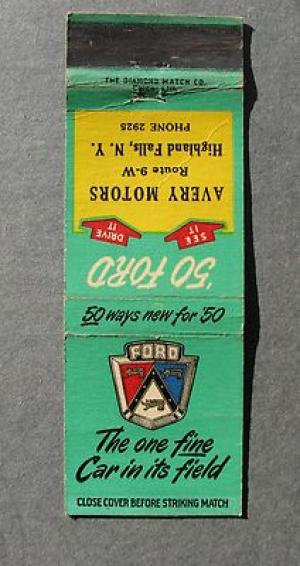 THE DIAMOND MATCH CO.
'50 FORD
SEE IT
DRIVE IT
AVERY MOTORS
Route 9-W
Highland Falls, N. Y.
PHONE 2925
50 ways new for '50
FORD
The one fine
Car in its field
CLOSE COVER BEFORE STRIKING MATCH